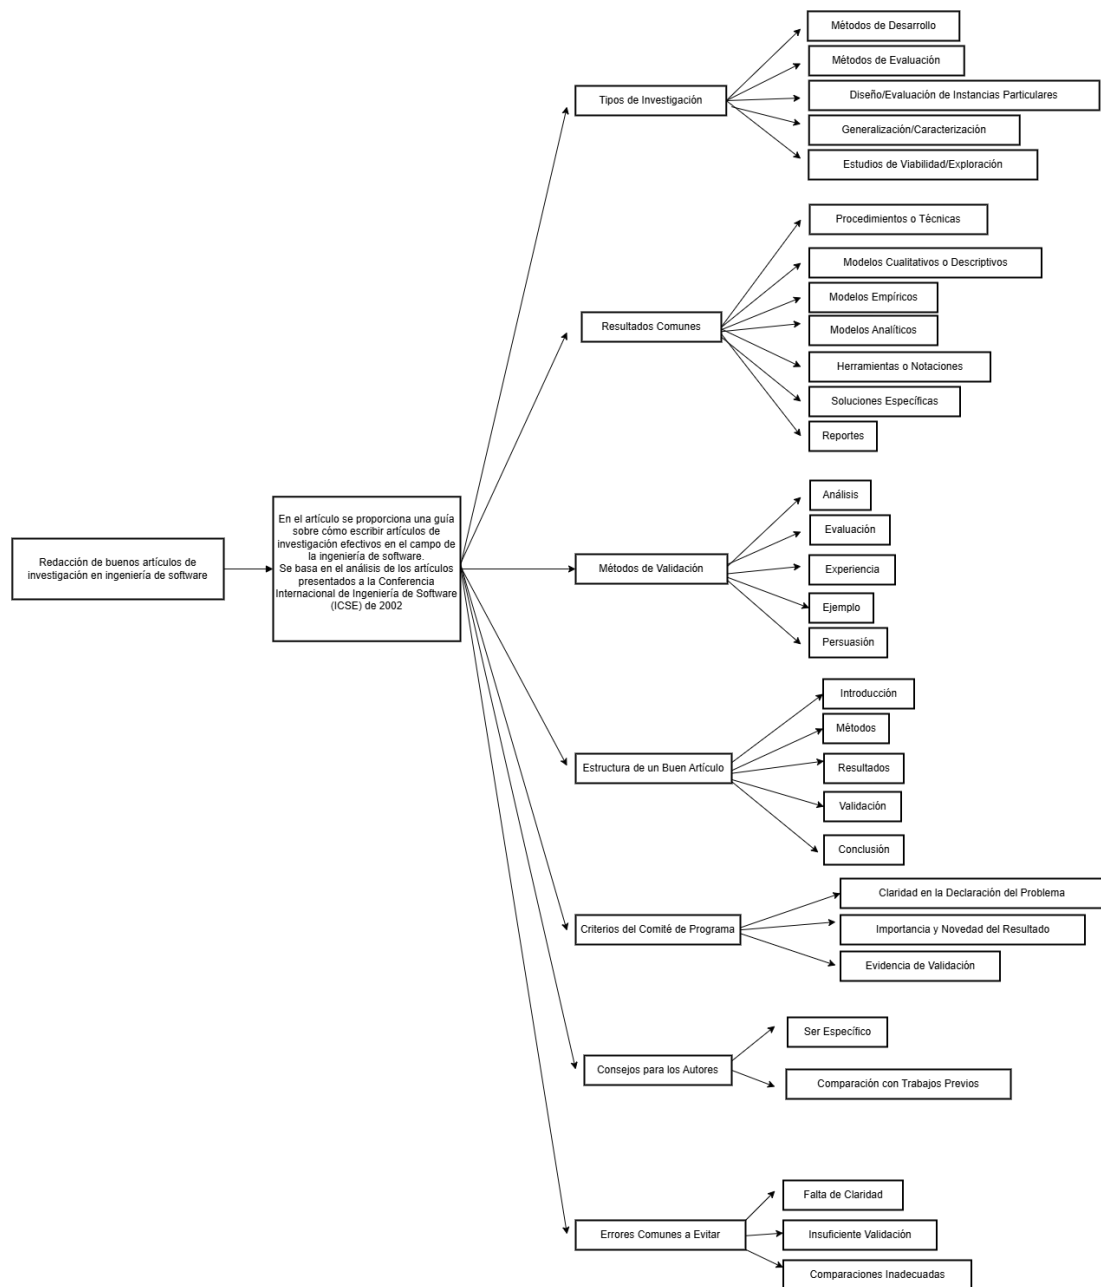 Redacción de buenos artículos de
investigación en ingeniería de software
En el artículo se proporciona una guía
sobre cómo escribir artículos de
investigación efectivos en el campo de
la ingeniería de software.
Se basa en el análisis de los artículos
presentados a la Conferencia
Internacional de Ingeniería de Software
(ICSE) de 2002
Tipos de Investigación
Métodos de Desarrollo
Métodos de Evaluación
Diseño/Evaluación de Instancias Particulares
Generalización/Caracterización
Estudios de Viabilidad/Exploración
Resultados Comunes
Procedimientos o Técnicas
Modelos Cualitativos o Descriptivos
Modelos Empíricos
Modelos Analíticos
Herramientas o Notaciones
Soluciones Específicas
Reportes
Métodos de Validación
Análisis
Evaluación
Experiencia
Ejemplo
Persuasión
Estructura de un Buen Artículo
Introducción
Métodos
Resultados
Validación
Conclusión
Criterios del Comité de Programa
Claridad en la Declaración del Problema
Importancia y Novedad del Resultado
Evidencia de Validación
Consejos para los Autores
Ser Específico
Comparación con Trabajos Previos
Errores Comunes a Evitar
Falta de Claridad
Insuficiente Validación
Comparaciones Inadecuadas